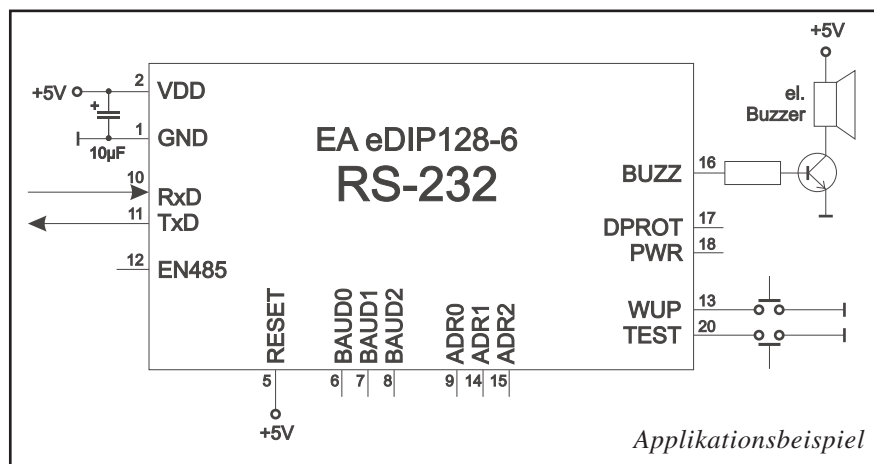 +5V
2
VDD
+5V
+
el.
Buzzer
1
GND
10µF
EA eDIP128-6
RS-232
10
RxD
11
TxD
12
EN485
BUZZ
16
DPROT
17
PWR
18
WUP
13
TEST
20
RESET
BAUD0
BAUD1
BAUD2
ADR0
ADR1
ADR2
5
6
7
8
9
14
15
+5V
Applikationsbeispiel